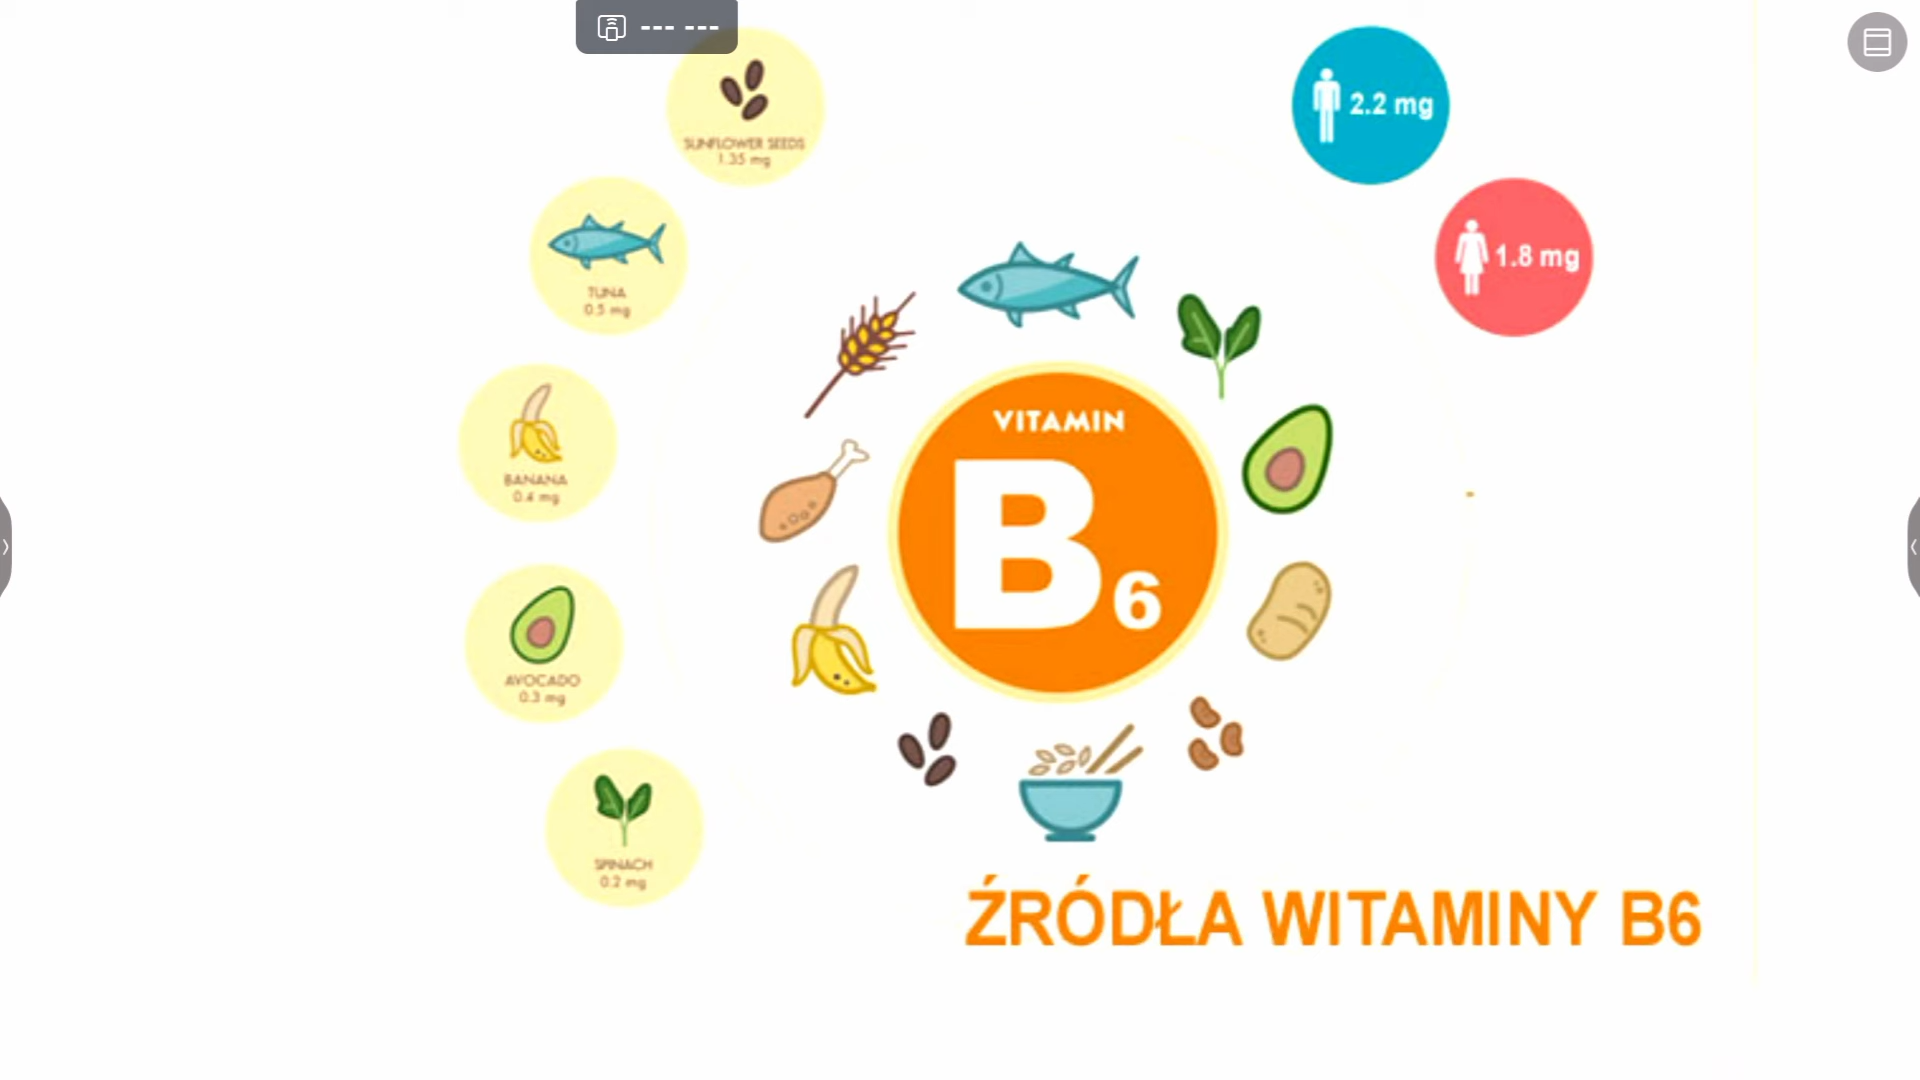 --- ---
SUNFLOWER SEEDS
1.35 mg
2.2 mg
TUNA
0.5 mg
1.8 mg
BANANA
0.4 mg
VITAMIN
B6
AVOCADO
0.3 mg
SPINACH
0.2 mg
ŹRÓDŁA WITAMINY B6